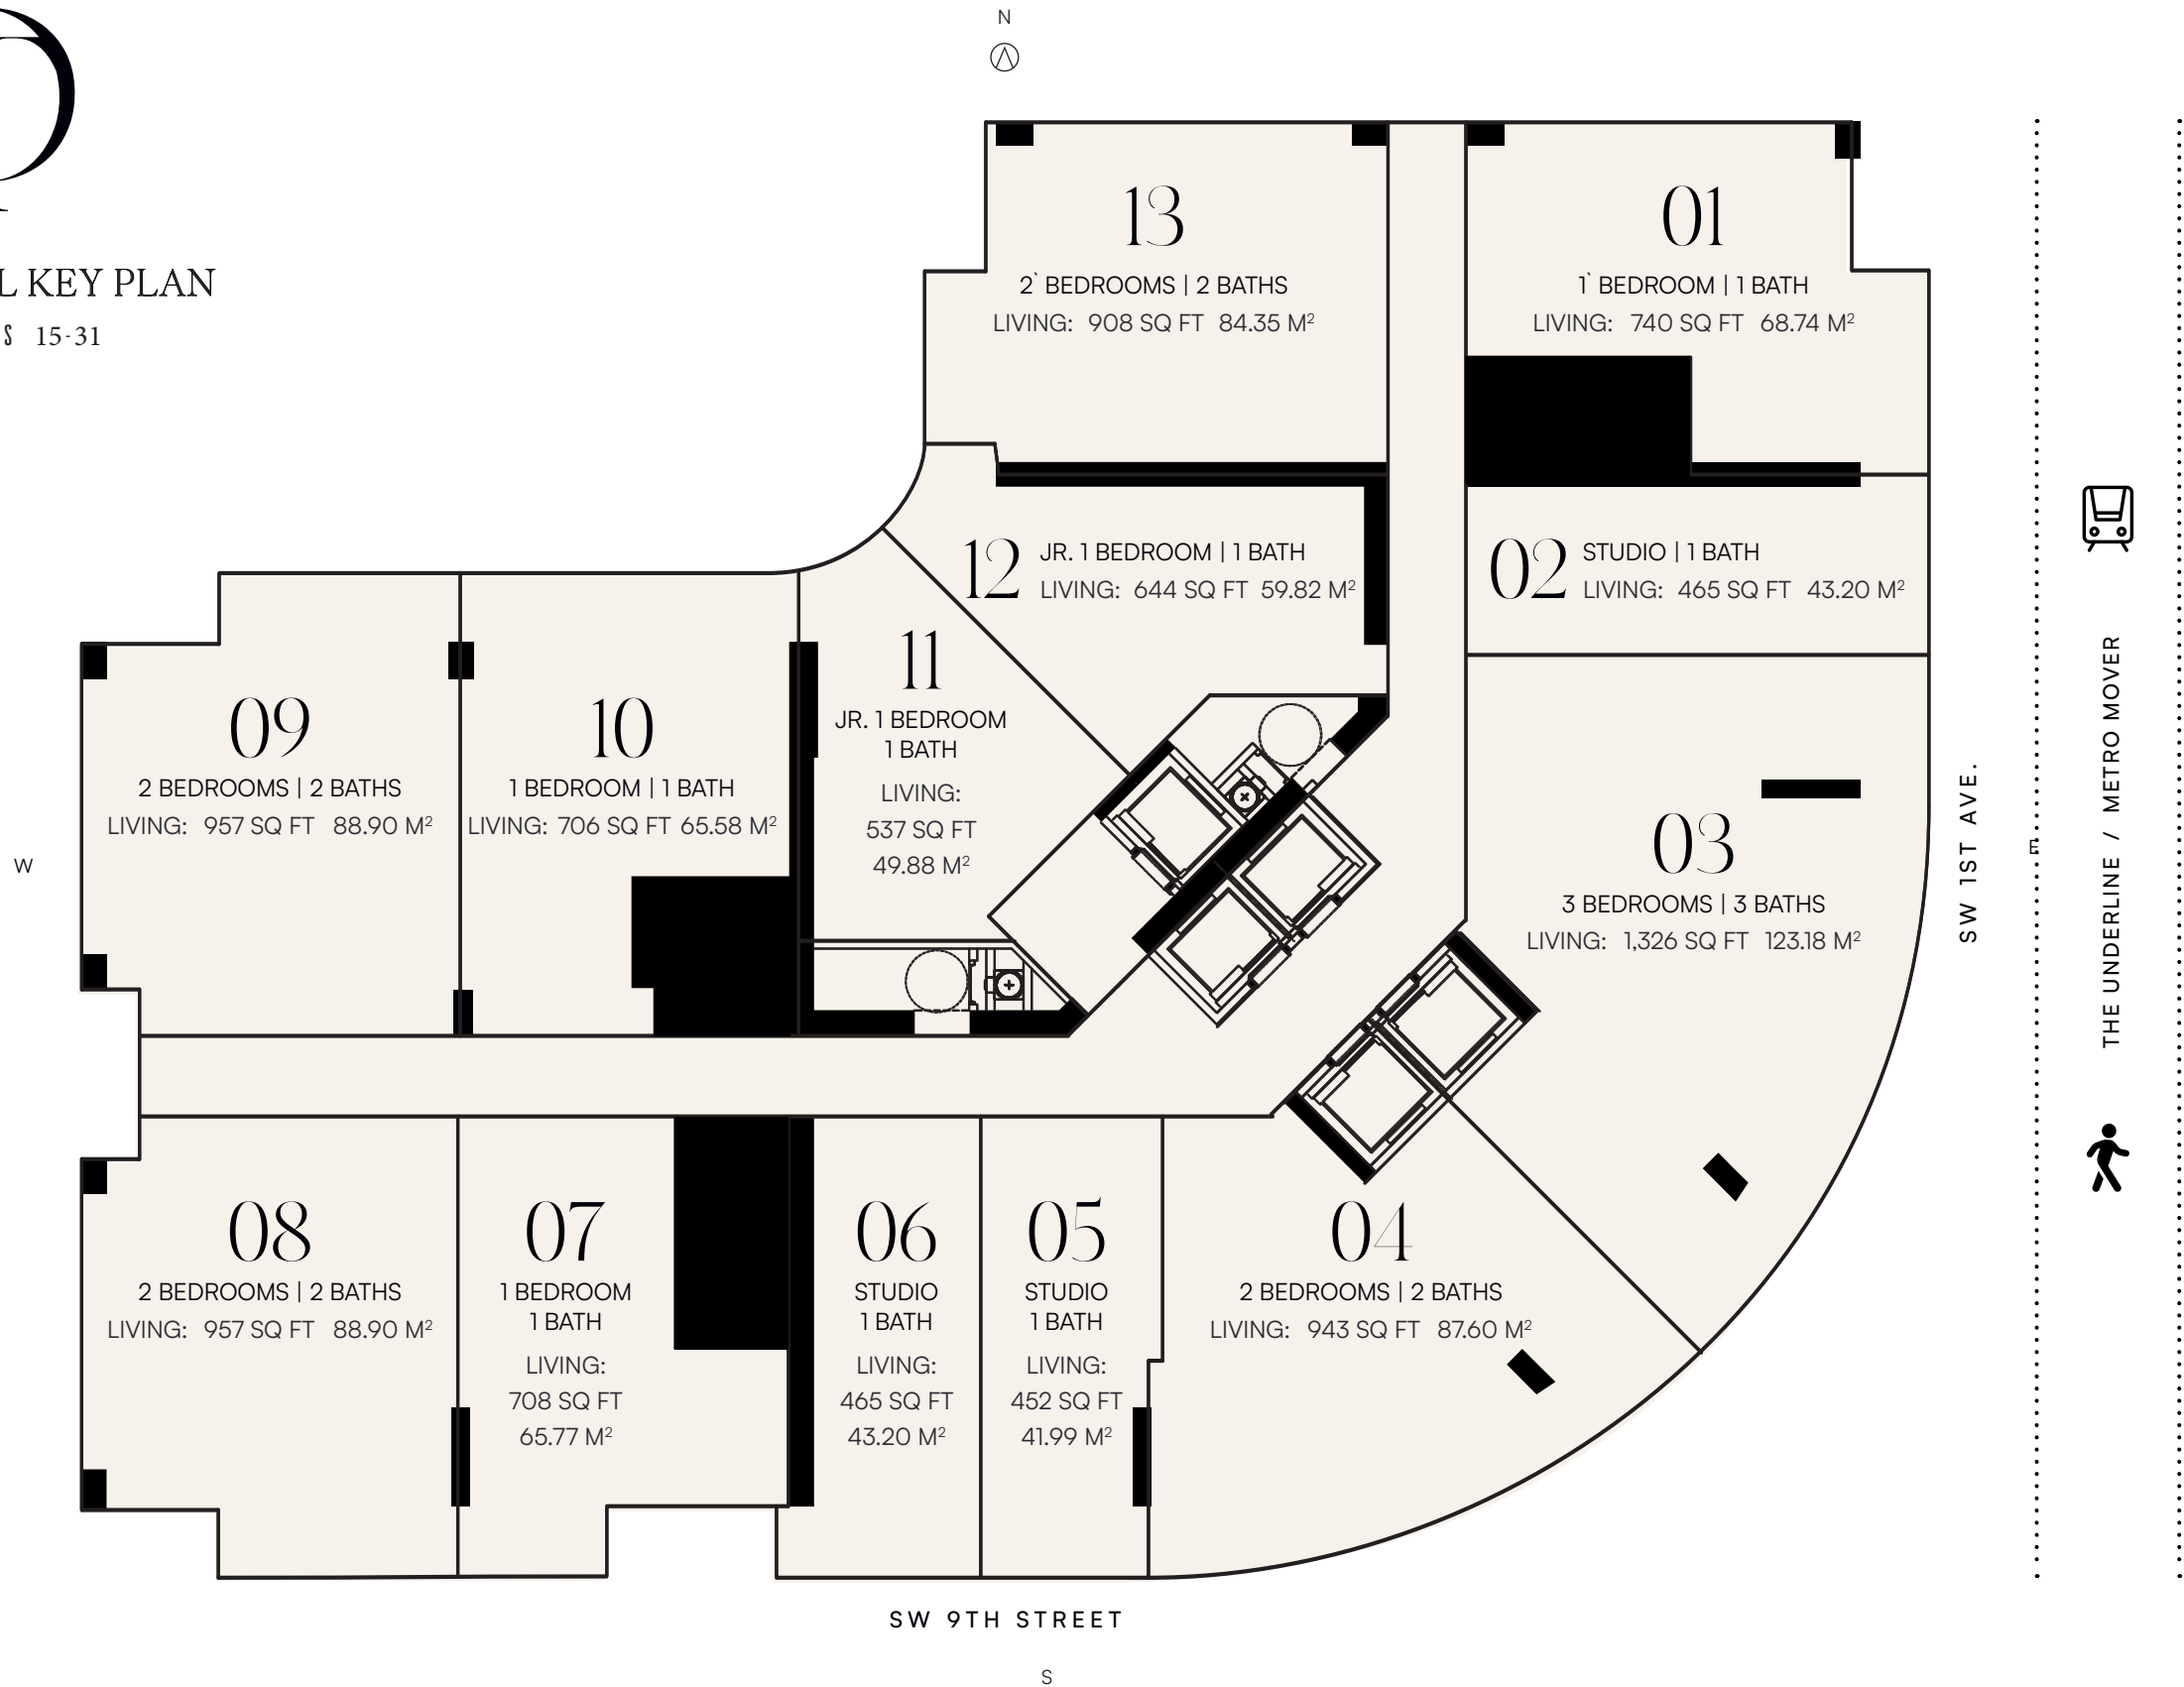 N
L KEY PLAN
S 15-31
13
2` BEDROOMS | 2 BATHS
LIVING: 908 SQ FT 84.35 M²
01
1` BEDROOM | 1 BATH
LIVING: 740 SQ FT 68.74 M²
12
JR. 1 BEDROOM | 1 BATH
LIVING: 644 SQ FT 59.82 M²
02
STUDIO | 1 BATH
LIVING: 465 SQ FT 43.20 M²
09
2 BEDROOMS | 2 BATHS
LIVING: 957 SQ FT 88.90 M²
10
1 BEDROOM | 1 BATH
LIVING: 706 SQ FT 65.58 M²
11
JR. 1 BEDROOM
1 BATH
LIVING:
537 SQ FT
49.88 M²
03
3 BEDROOMS | 3 BATHS
LIVING: 1,326 SQ FT 123.18 M²
W
E
SW 1ST AVE.
THE UNDERLINE / METRO MOVER
08
2 BEDROOMS | 2 BATHS
LIVING: 957 SQ FT 88.90 M²
07
1 BEDROOM
1 BATH
LIVING:
708 SQ FT
65.77 M²
06
STUDIO
1 BATH
LIVING:
465 SQ FT
43.20 M²
05
STUDIO
1 BATH
LIVING:
452 SQ FT
41.99 M²
04
2 BEDROOMS | 2 BATHS
LIVING: 943 SQ FT 87.60 M²
SW 9TH STREET
S